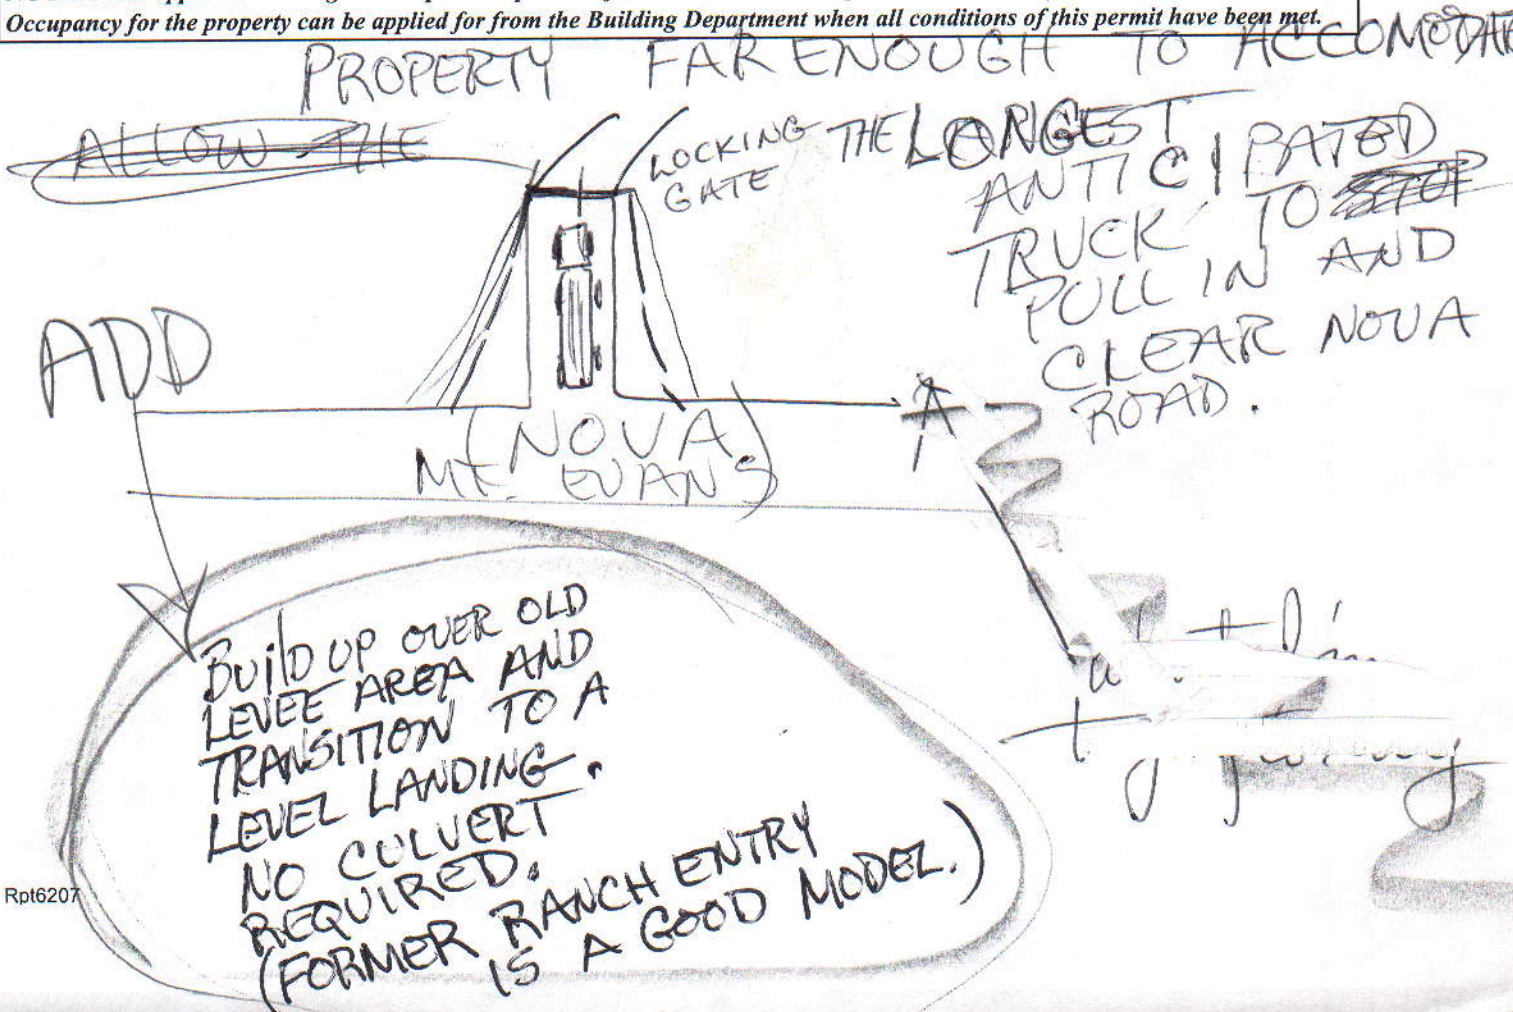 Occupancy for the property can be applied for from the Building Department when all conditions of this permit have been met.
PROPERTY FAR ENOUGH TO ACCOMODATE
ALLOW THE
LOCKING
GATE
THE LONGEST
ANTICIPATED
TRUCK TO STOP
PULL IN AND
CLEAR NOVA
ROAD.
ADD
(NOVA)
MT. EVANS
BUILD UP OVER OLD
LEVEE AREA AND
TRANSITION TO A
LEVEL LANDING.
NO CULVERT
REQUIRED.
(FORMER RANCH ENTRY
IS A GOOD MODEL.)
Rpt6207